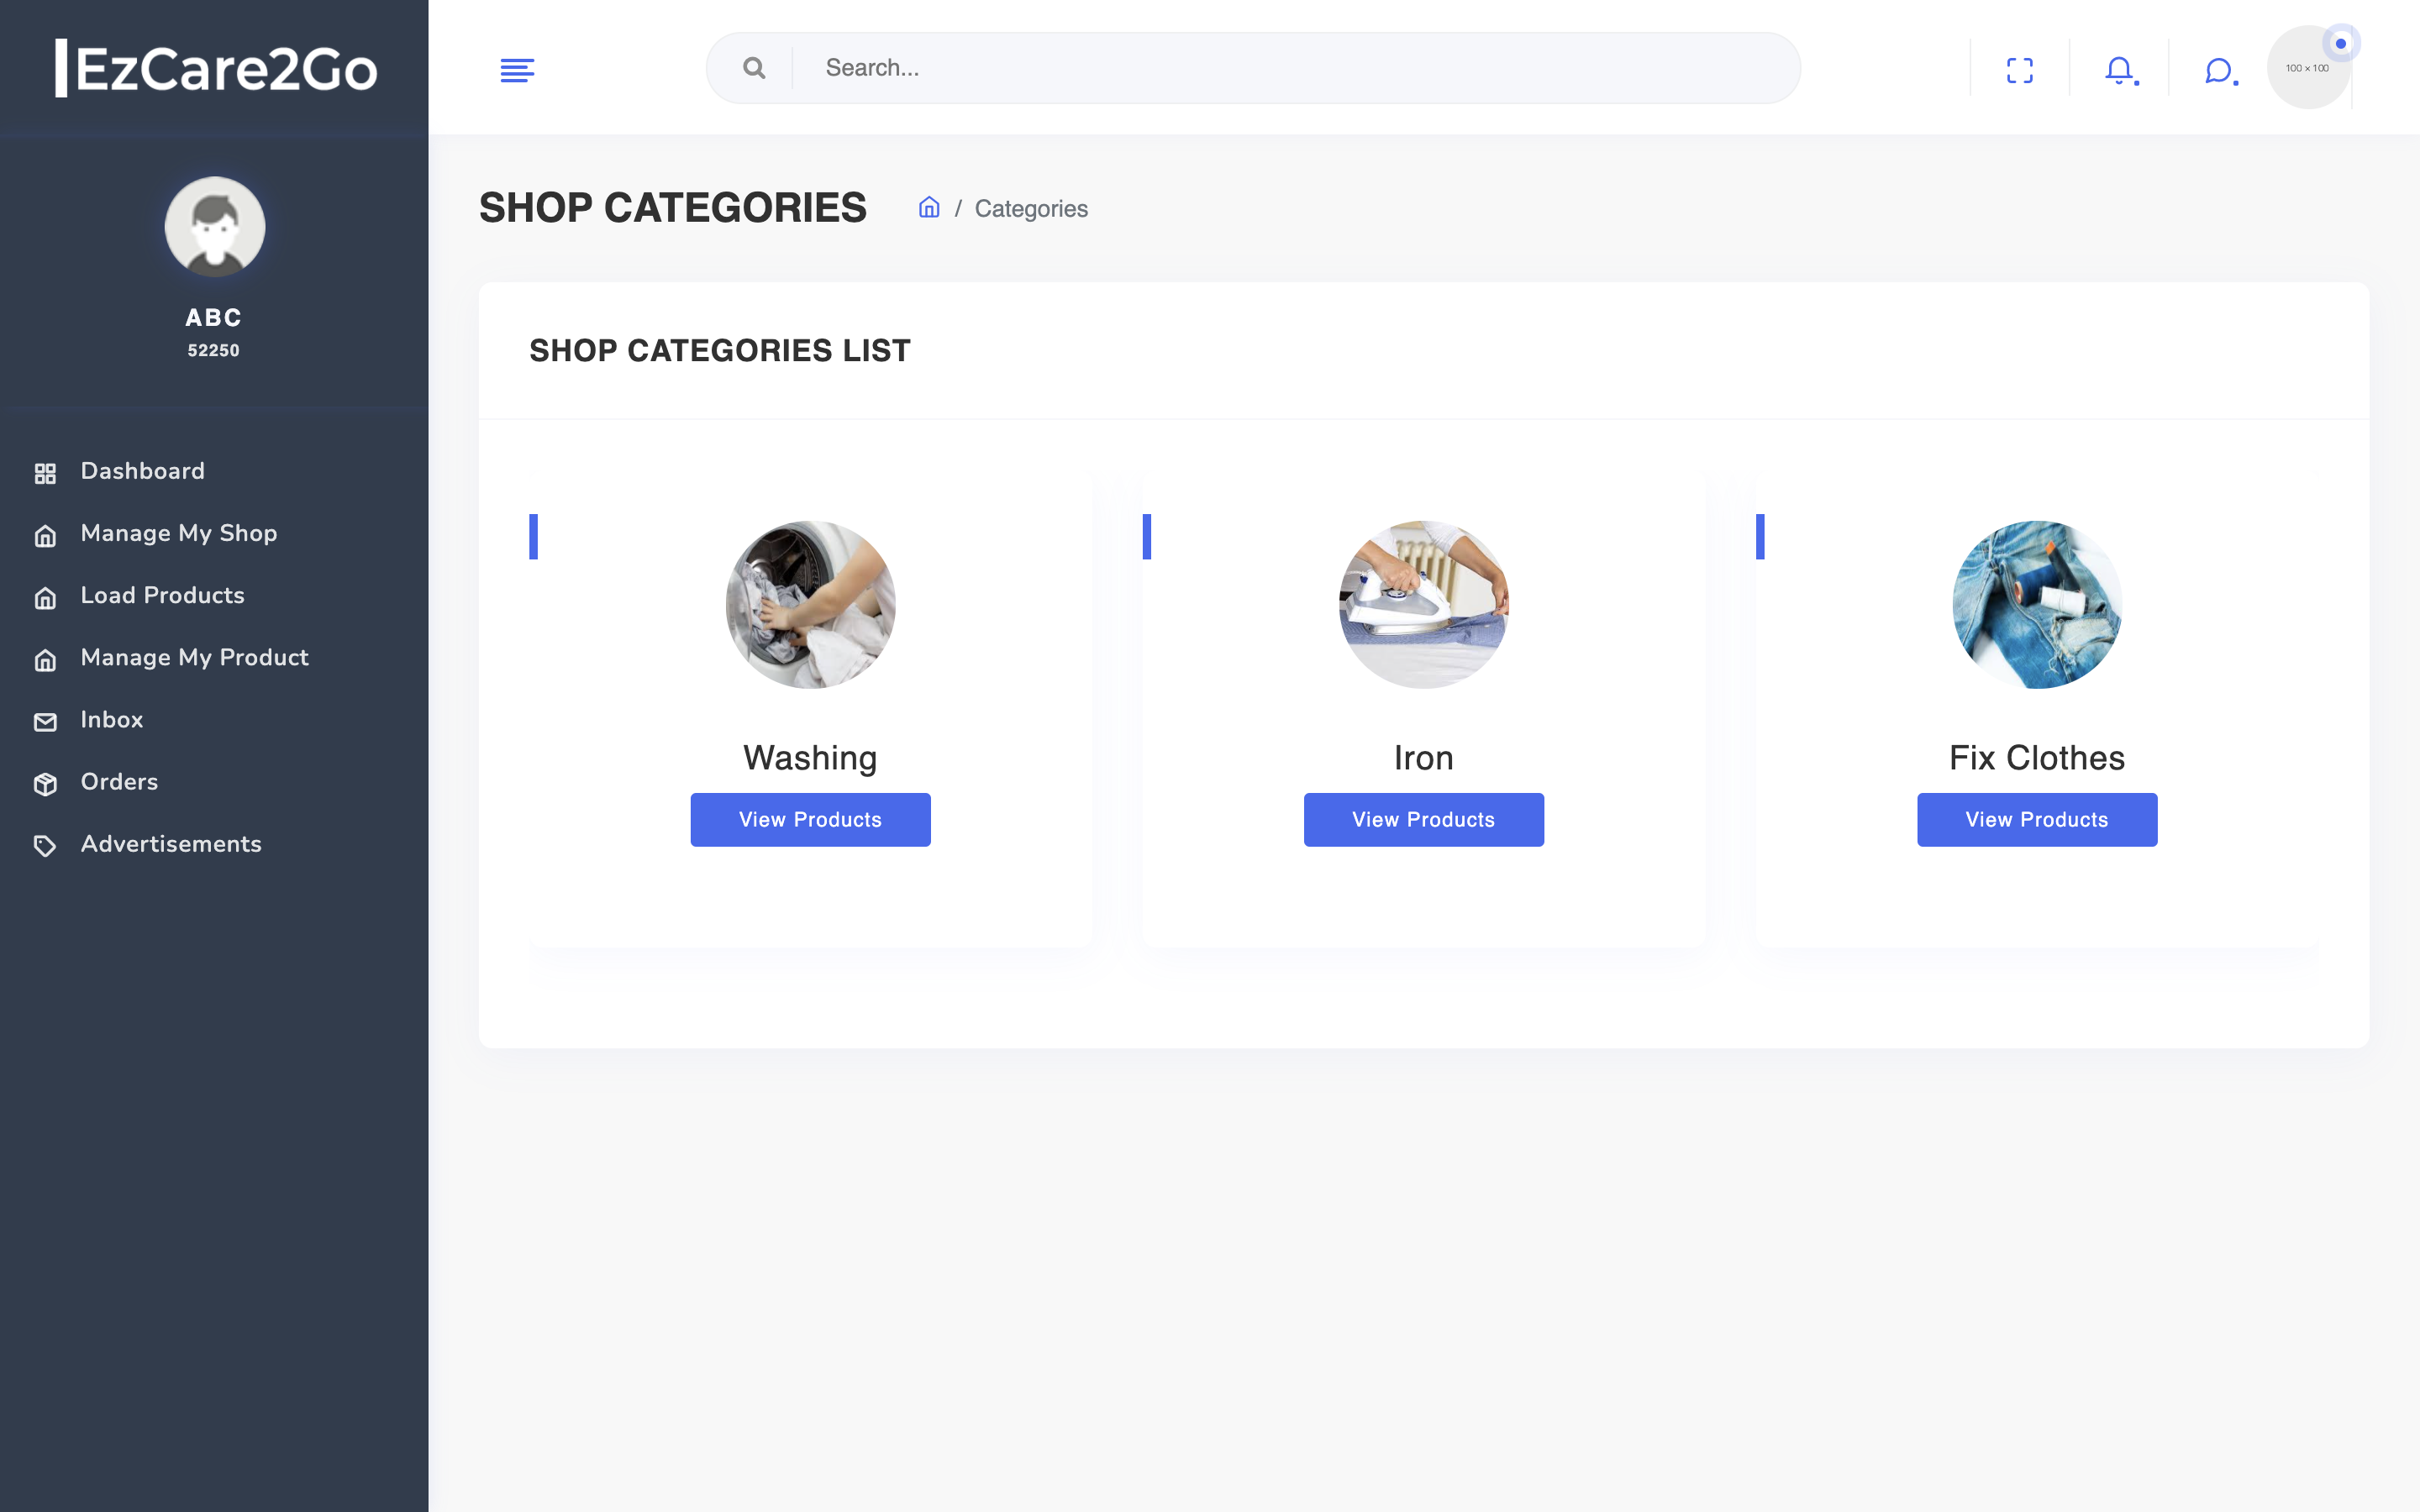 EzCare2Go
Search...
100 × 100
ABC
52250
Dashboard
Manage My Shop
Load Products
Manage My Product
Inbox
Orders
Advertisements
SHOP CATEGORIES
/ Categories
SHOP CATEGORIES LIST
Washing
View Products
Iron
View Products
Fix Clothes
View Products